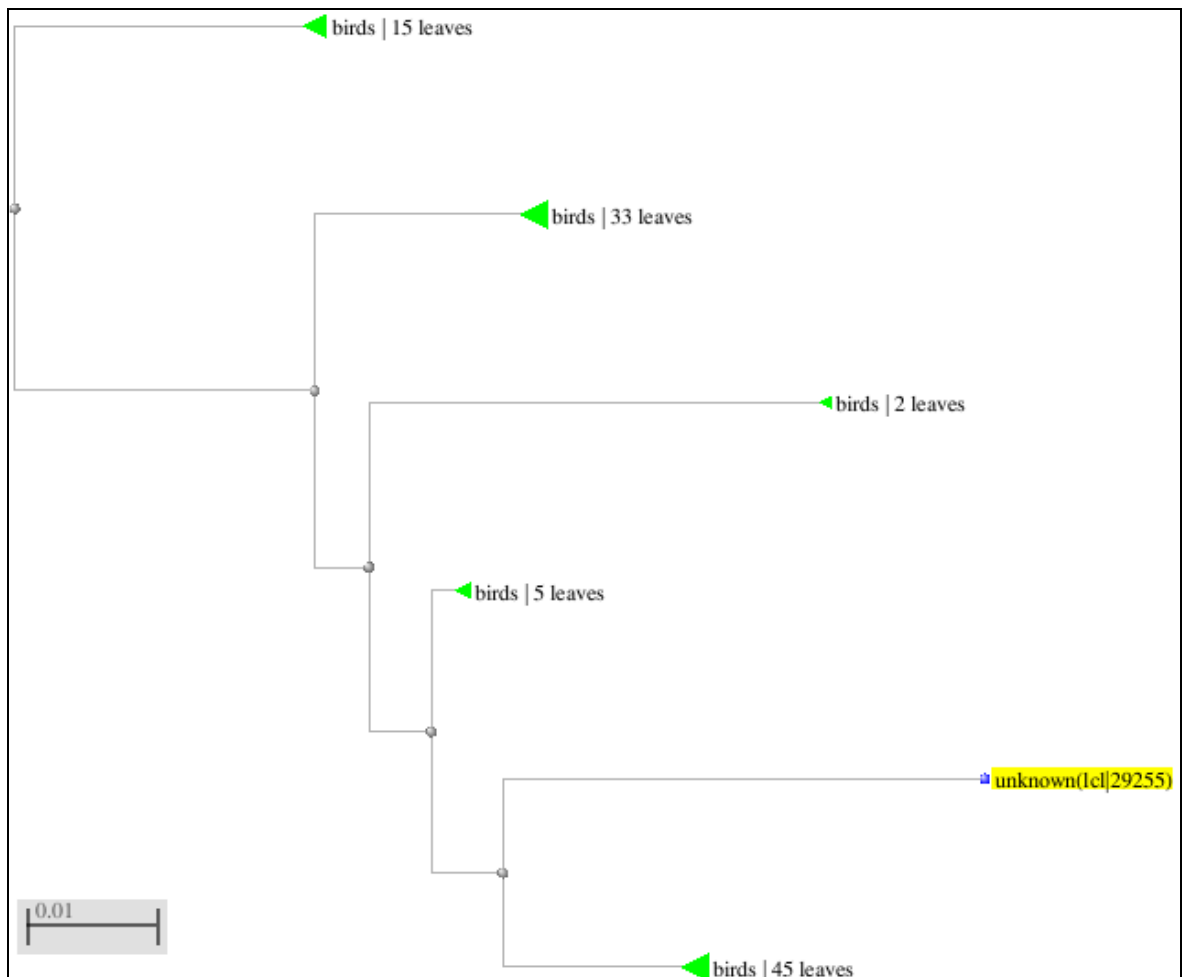 birds | 15 leaves
birds | 33 leaves
birds | 2 leaves
birds | 5 leaves
unknown(lcl|29255)
0.01
birds | 45 leaves